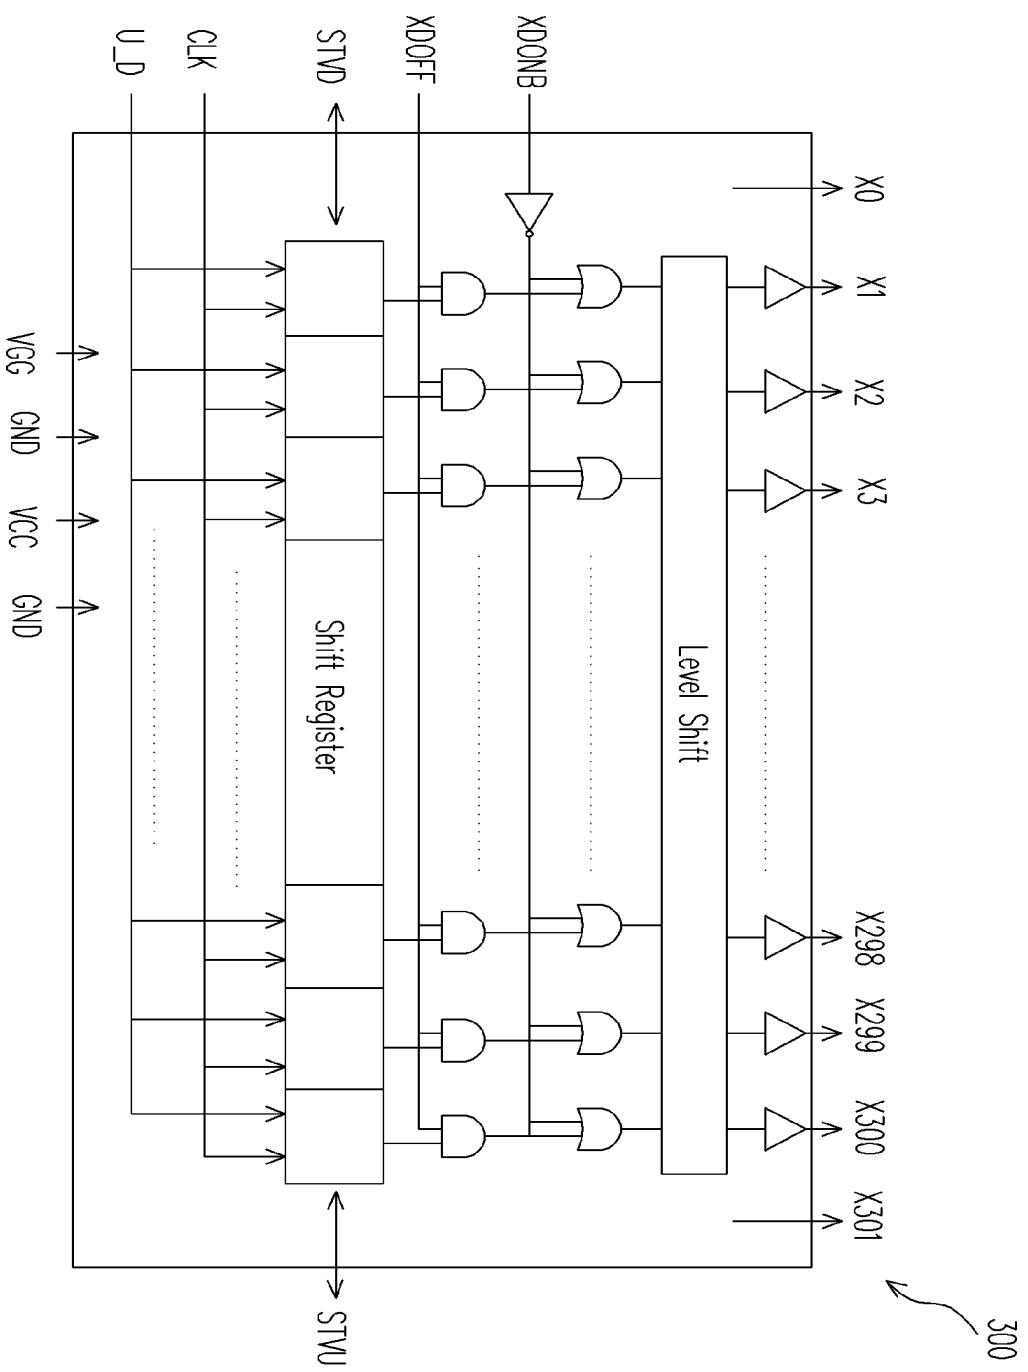 X0
X1
X2
X3
X298
X299
X300
X301
300
Level Shift
XDONB
XDOFF
STVD
Shift Register
STVU
CLK
U_D
VGG
GND
VCC
GND